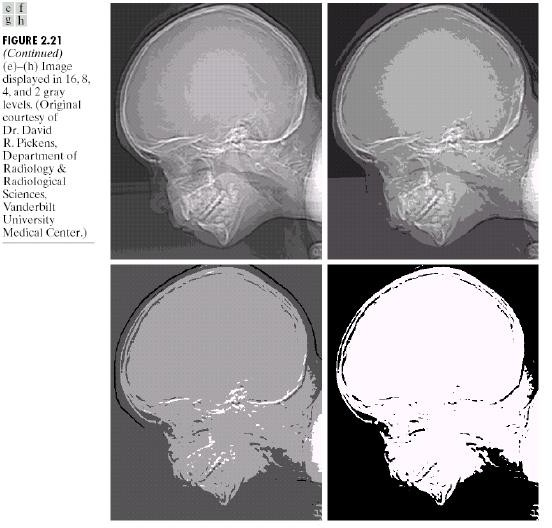 e f
g h
FIGURE 2.21
(Continued)
(e)–(h) Image
displayed in 16, 8,
4, and 2 gray
levels. (Original
courtesy of
Dr. David
R. Pickens,
Department of
Radiology &
Radiological
Sciences,
Vanderbilt
University
Medical Center.)